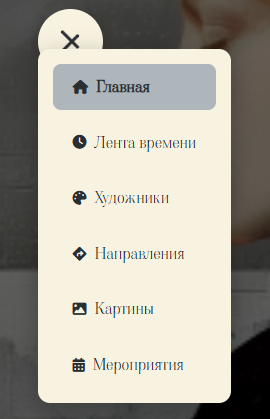 Главная
Лента времени
Художники
Направления
Картины
Мероприятия